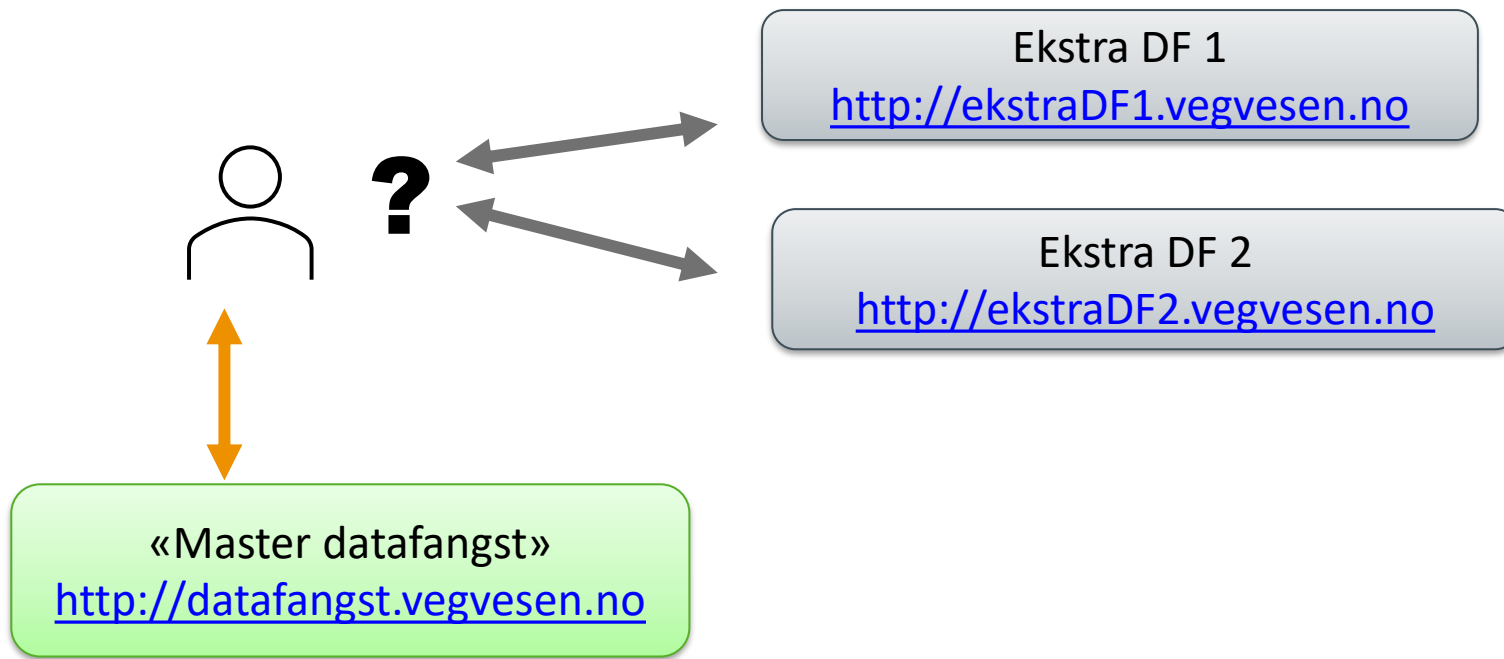 Ekstra DF 1
http://ekstraDF1.vegvesen.no
?
Ekstra DF 2
http://ekstraDF2.vegvesen.no
«Master datafangst»
http://datafangst.vegvesen.no